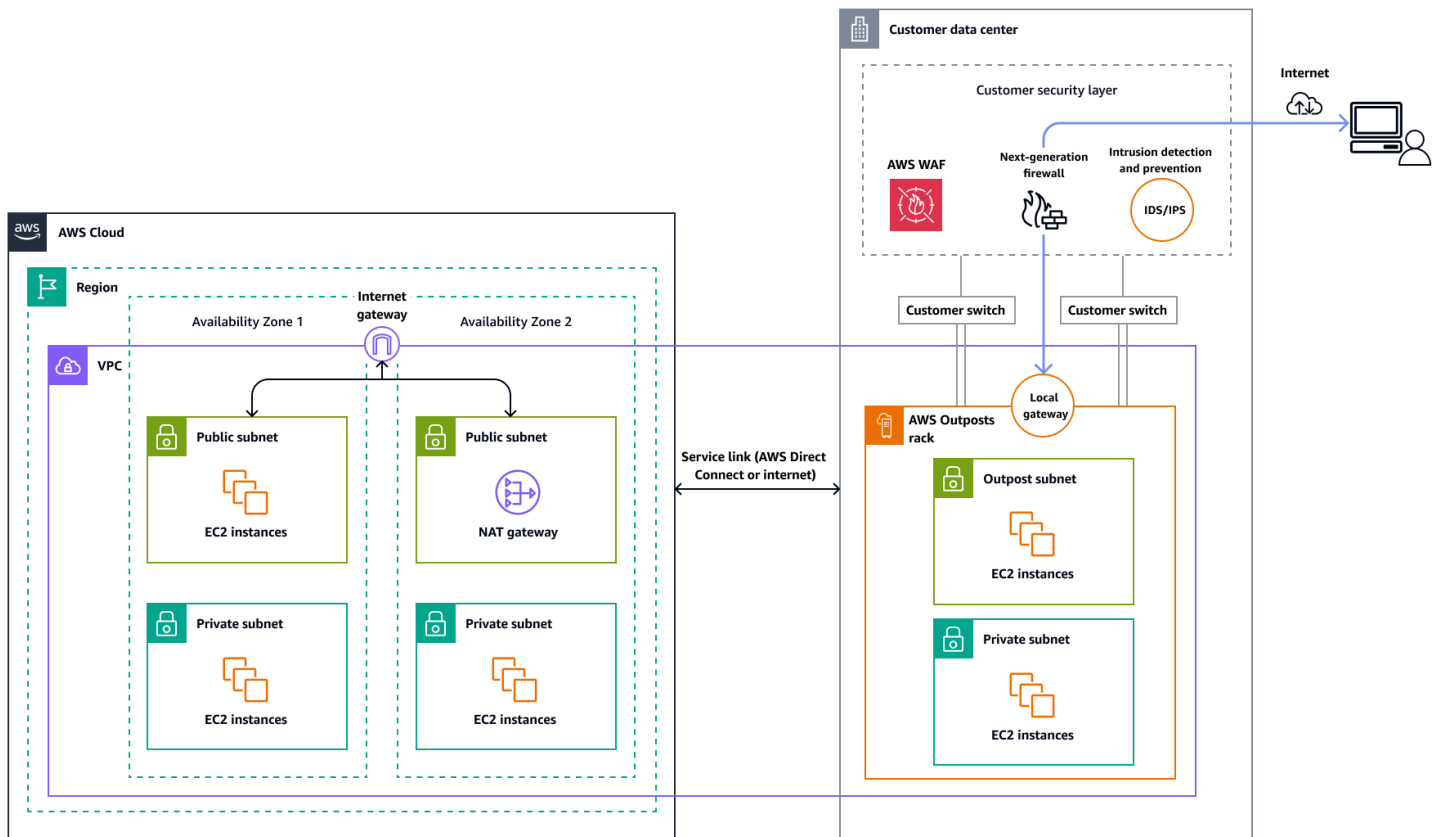 Customer data center
Internet
Customer security layer
AWS WAF
Next-generation
firewall
Intrusion detection
and prevention
IDS/IPS
aws
AWS Cloud
Region
Internet
gateway
Availability Zone 1
Availability Zone 2
Customer switch
Customer switch
VPC
Local
gateway
AWS Outposts
rack
Public subnet
EC2 instances
Public subnet
NAT gateway
Service link (AWS Direct
Connect or internet)
Outpost subnet
EC2 instances
Private subnet
EC2 instances
Private subnet
EC2 instances
Private subnet
EC2 instances